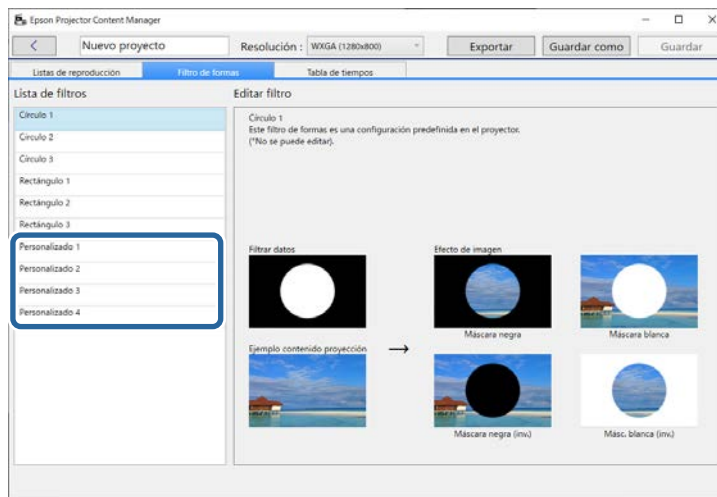 Epson Projector Content Manager
Nuevo proyecto Resolución : WXGA (1280x800) Exportar Guardar como Guardar
Listas de reproducción Filtro de formas Tabla de tiempos
Lista de filtros
Círculo 1
Círculo 2
Círculo 3
Rectángulo 1
Rectángulo 2
Rectángulo 3
Personalizado 1
Personalizado 2
Personalizado 3
Personalizado 4
Editar filtro
Círculo 1
Este filtro de formas es una configuración predefinida en el proyector.
(*No se puede editar).
Filtrar datos
Efecto de imagen
Máscara negra
Máscara blanca
Ejemplo contenido proyección
Máscara negra (inv.)
Másc. blanca (inv.)